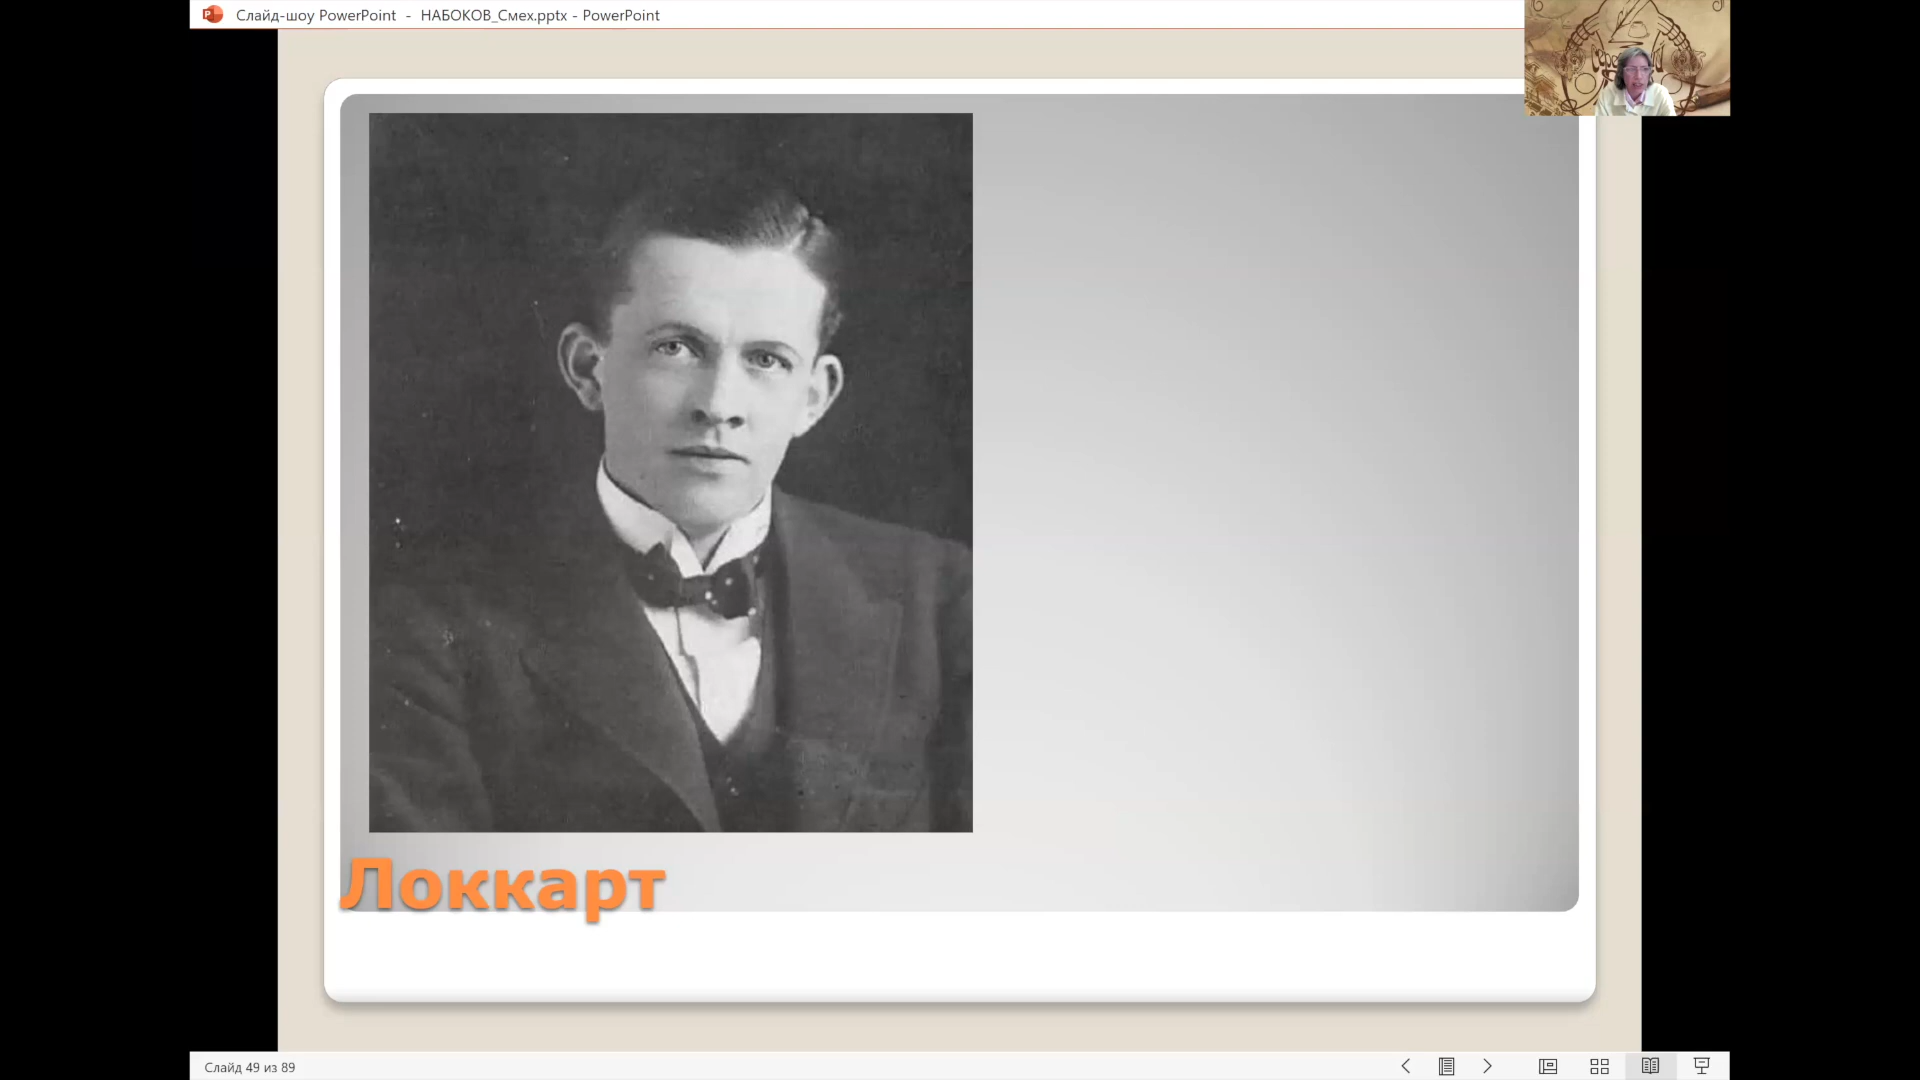 Слайд-шоу PowerPoint - НАБОКОВ_Смех.pptx - PowerPoint
Локкарт
Слайд 49 из 89